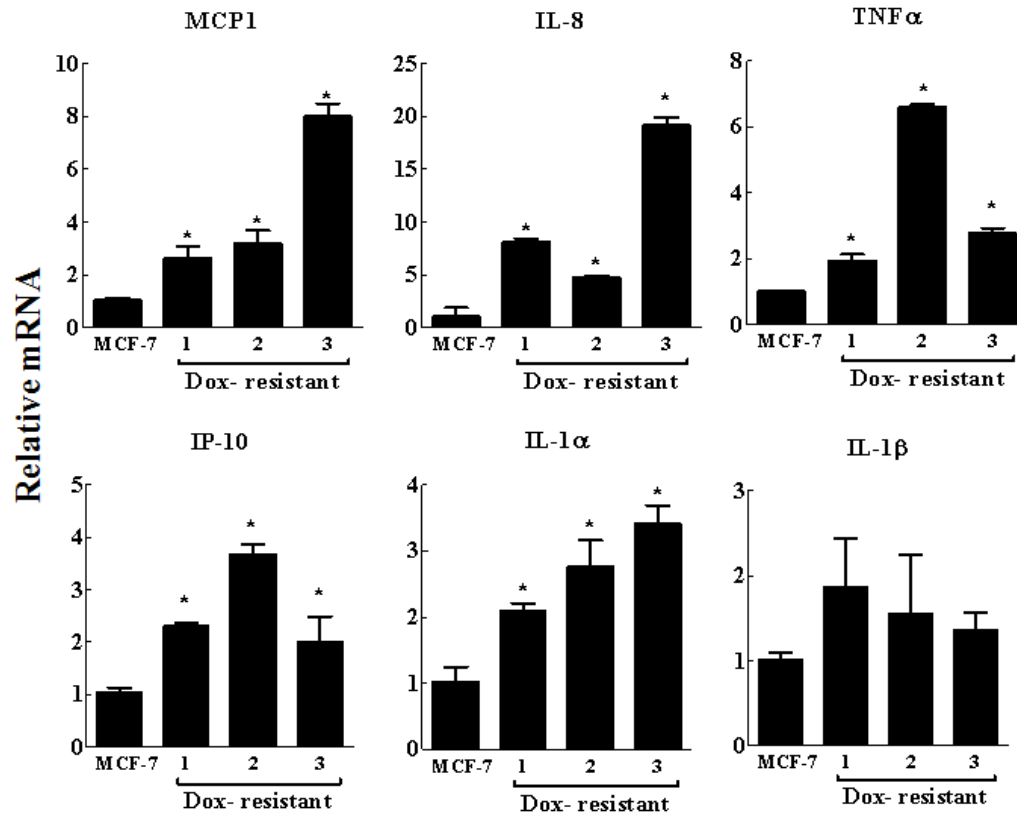 MCP1
IL-8
TNFα
Relative mRNA
10
8
6
4
2
0
*
*
*
MCF-7 1 2 3
Dox- resistant
25
20
15
10
5
0
*
*
*
MCF-7 1 2 3
Dox- resistant
8
6
4
2
0
*
*
*
MCF-7 1 2 3
Dox- resistant
IP-10
IL-1α
IL-1β
5
4
3
2
1
0
*
*
*
MCF-7 1 2 3
Dox- resistant
4
3
2
1
0
*
*
*
MCF-7 1 2 3
Dox- resistant
3
2
1
0
MCF-7 1 2 3
Dox- resistant